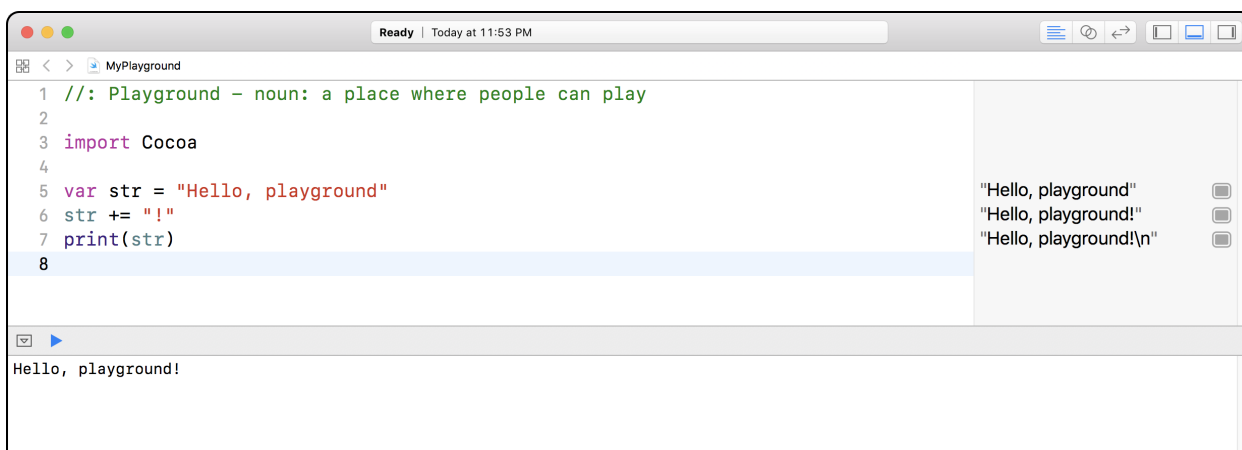 Ready | Today at 11:53 PM
MyPlayground
1 //: Playground – noun: a place where people can play
2
3 import Cocoa
4
5 var str = "Hello, playground"
6 str += "!"
7 print(str)
8
"Hello, playground"
"Hello, playground!"
"Hello, playground!\n"
Hello, playground!